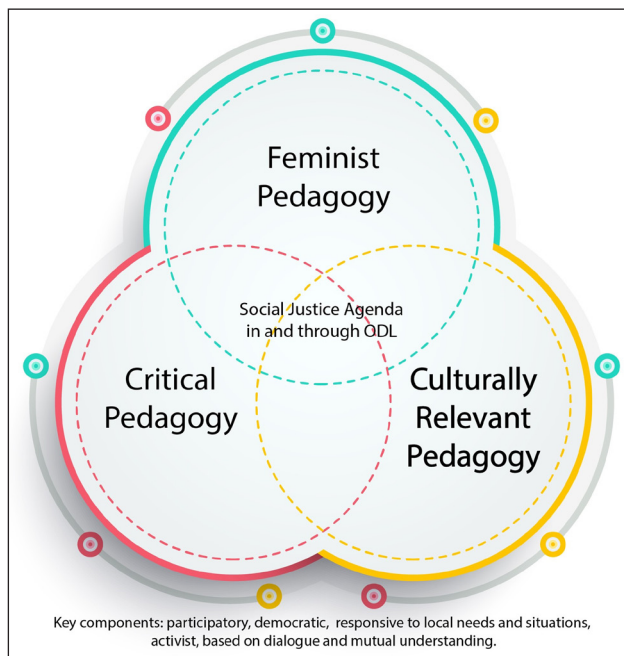 Feminist
Pedagogy
Social Justice Agenda
in and through ODL
Critical
Pedagogy
Culturally
Relevant
Pedagogy
Key components: participatory, democratic, responsive to local needs and situations,
activist, based on dialogue and mutual understanding.